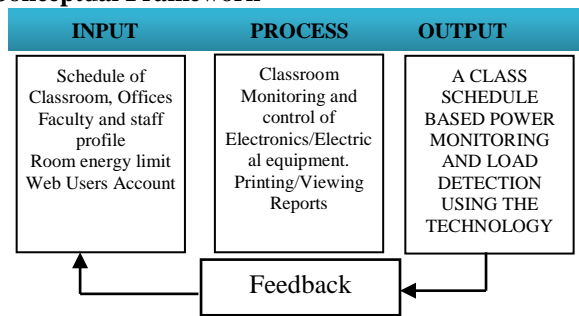 Conceptual Framework
INPUT
PROCESS
OUTPUT
Schedule of
Classroom, Offices
Faculty and staff
profile
Room energy limit
Web Users Account
Classroom
Monitoring and
control of
Electronics/Electric
al equipment.
Printing/Viewing
Reports
A CLASS
SCHEDULE
BASED POWER
MONITORING
AND LOAD
DETECTION
USING THE
TECHNOLOGY
Feedback